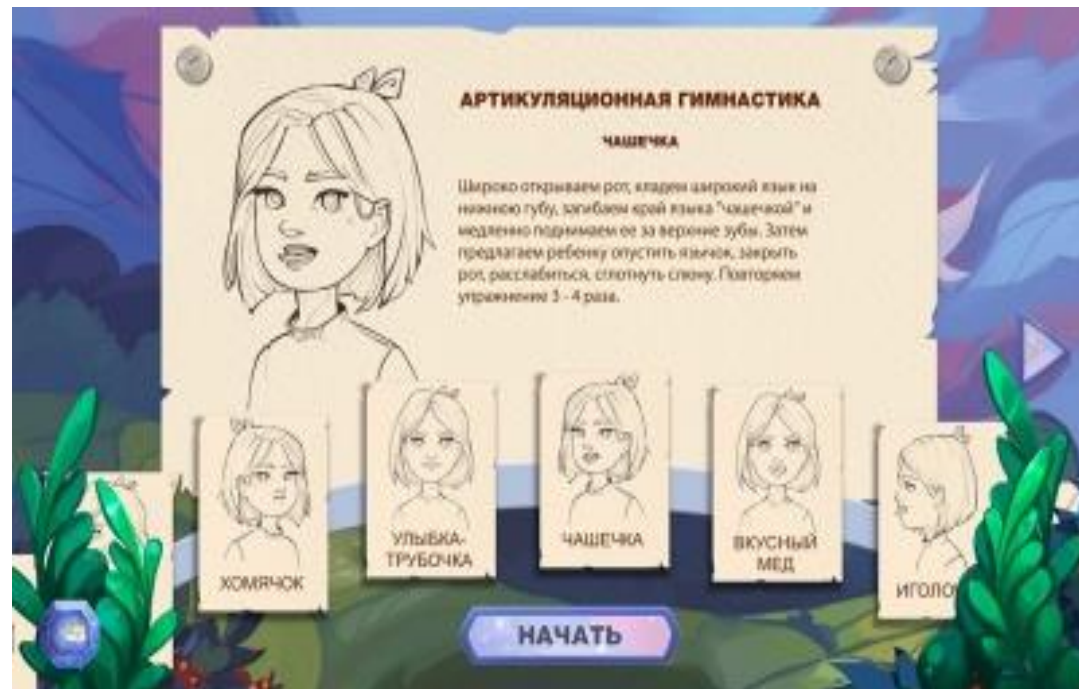 АРТИКУЛЯЦИОННАЯ ГИМНАСТИКА
ЧАШЕЧКА
Широко открываем рот, кладем широкий язык на
нижнюю губу, загибаем край языка "чашечкой" и
медленно поднимаем ее за верхние зубы. Затем
предлагаем ребенку опустить язычок, закрыть
рот, расслабиться, сглотнуть слюну. Повторяем
упражнение 3 - 4 раза.
ХОМЯЧОК
УЛЫБКА-
ТРУБОЧКА
ЧАШЕЧКА
ВКУСНЫЙ
МЕД
ИГОЛО
НАЧАТЬ